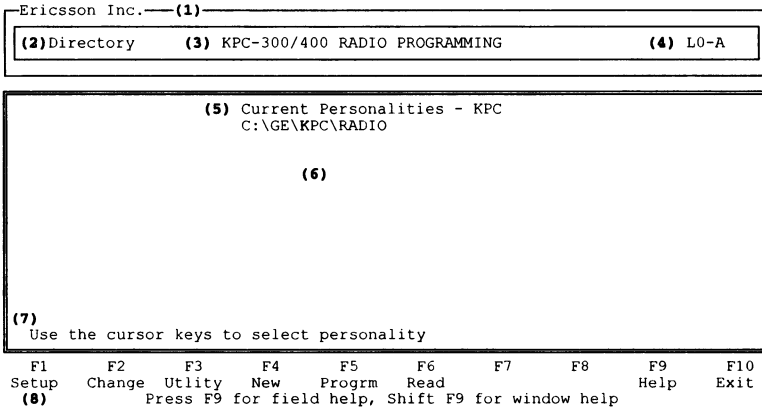 Ericsson Inc. (1)
(2) Directory (3) KPC-300/400 RADIO PROGRAMMING (4) L0-A
(5) Current Personalities - KPC
C:\GE\KPC\RADIO
(6)
(7)
Use the cursor keys to select personality
F1 F2 F3 F4 F5 F6 F7 F8 F9 F10
Setup Change Utlity New Progrm Read Help Exit
(8) Press F9 for field help, Shift F9 for window help